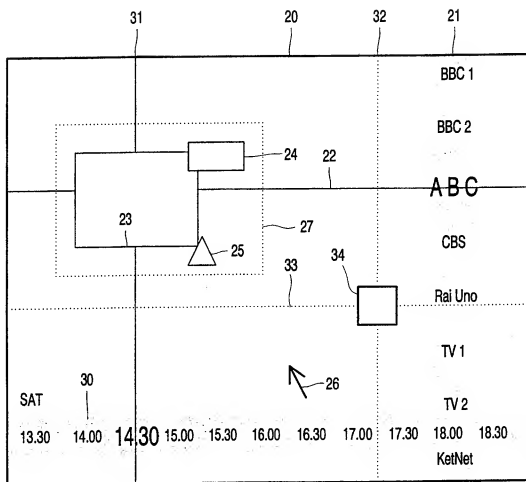 31 20 32 21
BBC 1
BBC 2
24 22
ABC
23 27
25
CBS
33 34
Rai Uno
TV 1
26
30
SAT
TV 2
13.30 14.00 14.30 15.00 15.30 16.00 16.30 17.00 17.30 18.00 18.30
KetNet